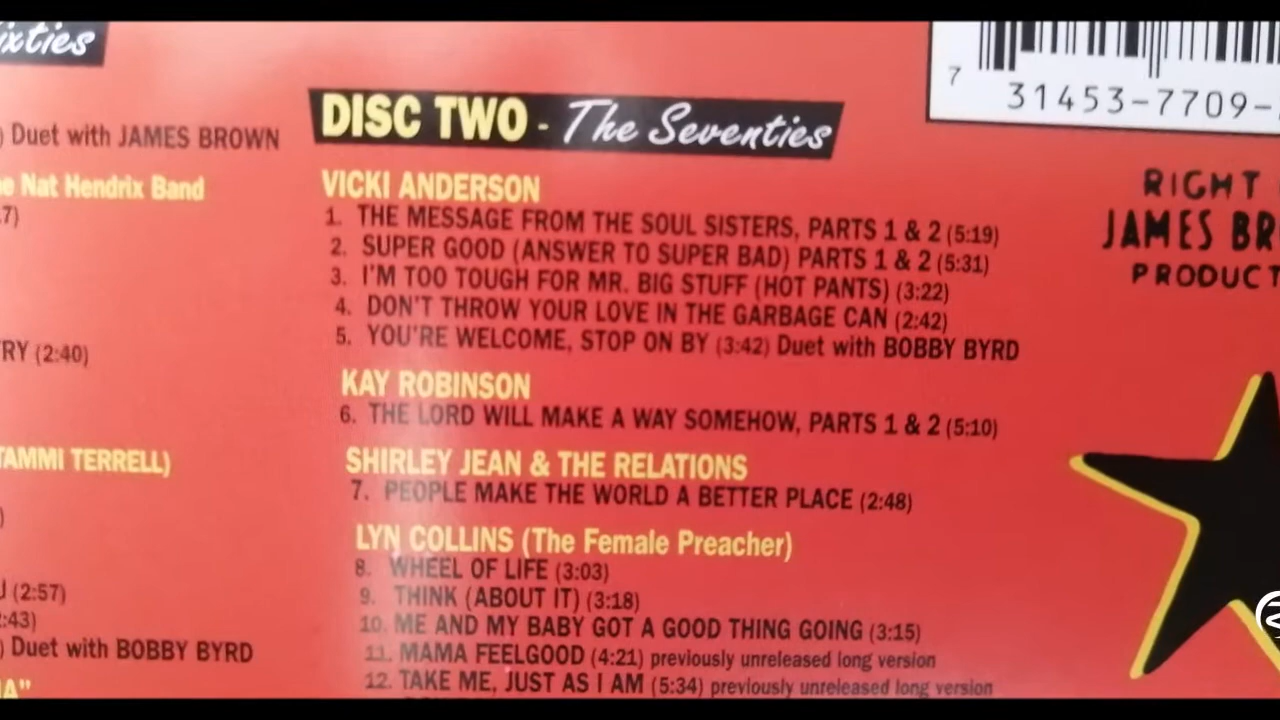 ixties
) Duet with JAMES BROWN
e Nat Hendrix Band
.7)
RY (2:40)
TAMMI TERRELL)
)
J (2:57)
:43)
) Duet with BOBBY BYRD
IA"
DISC TWO - The Seventies
VICKI ANDERSON
1. THE MESSAGE FROM THE SOUL SISTERS, PARTS 1 & 2 (5:19)
2. SUPER GOOD (ANSWER TO SUPER BAD) PARTS 1 & 2 (5:31)
3. I'M TOO TOUGH FOR MR. BIG STUFF (HOT PANTS) (3:22)
4. DON'T THROW YOUR LOVE IN THE GARBAGE CAN (2:42)
5. YOU'RE WELCOME, STOP ON BY (3:42) Duet with BOBBY BYRD
KAY ROBINSON
6. THE LORD WILL MAKE A WAY SOMEHOW, PARTS 1 & 2 (5:10)
SHIRLEY JEAN & THE RELATIONS
7. PEOPLE MAKE THE WORLD A BETTER PLACE (2:48)
LYN COLLINS (The Female Preacher)
8. WHEEL OF LIFE (3:03)
9. THINK (ABOUT IT) (3:18)
10. ME AND MY BABY GOT A GOOD THING GOING (3:15)
11. MAMA FEELGOOD (4:21) previously unreleased long version
12. TAKE ME, JUST AS I AM (5:34) previously unreleased long version
7 31453-7709-
RIGHT
JAMES BR
PRODUCT